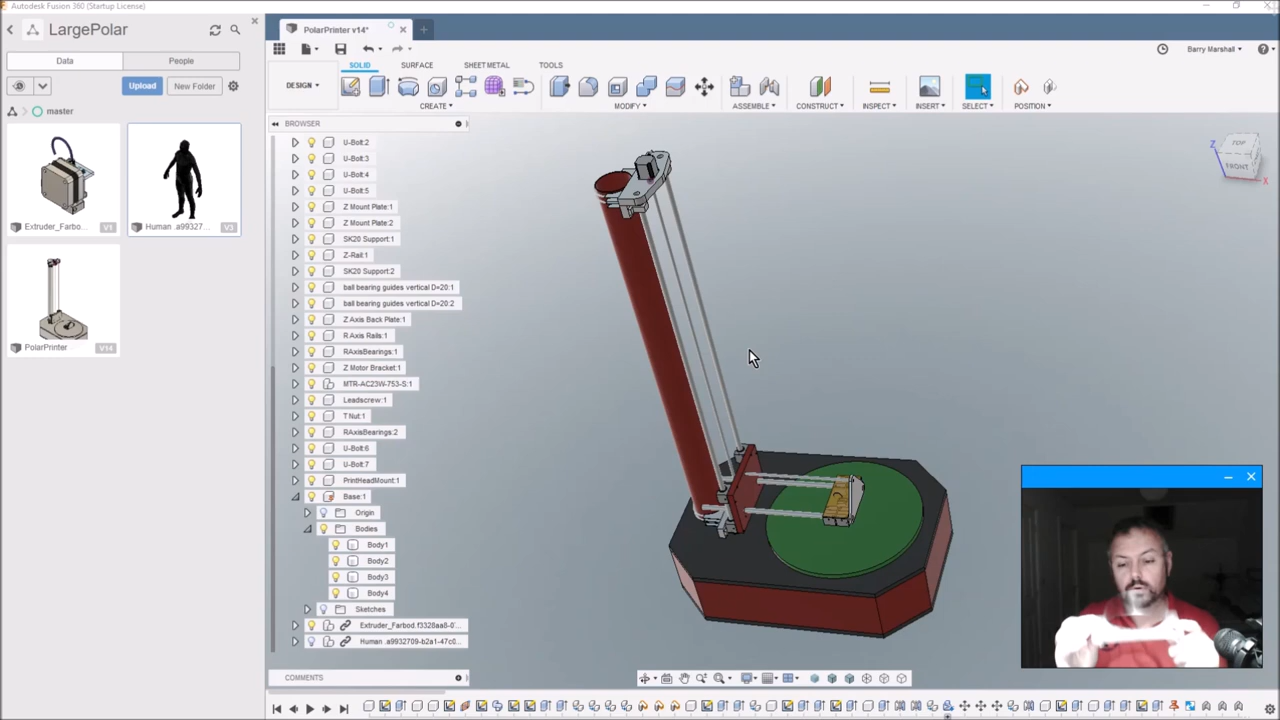 Autodesk Fusion 360 (Startup License)
LargePolar
Data
People
Upload
New Folder
master
Extruder_Farbo... V1
Human .a99327... V3
PolarPrinter V14
PolarPrinter v14*
Barry Marshall
DESIGN
SOLID SURFACE SHEET METAL TOOLS
CREATE MODIFY ASSEMBLE CONSTRUCT INSPECT INSERT SELECT POSITION
BROWSER
U-Bolt:2
U-Bolt:3
U-Bolt:4
U-Bolt:5
Z Mount Plate:1
Z Mount Plate:2
SK20 Support:1
Z-Rail:1
SK20 Support:2
ball bearing guides vertical D=20:1
ball bearing guides vertical D=20:2
Z Axis Back Plate:1
R Axis Rails:1
RAxisBearings:1
Z Motor Bracket:1
MTR-AC23W-753-S:1
Leadscrew:1
T Nut:1
RAxisBearings:2
U-Bolt:6
U-Bolt:7
PrintHeadMount:1
Base:1
Origin
Bodies
Body1
Body2
Body3
Body4
Sketches
Extruder_Farbod.f3328aa8-0'...
Human .a9932709-b2a1-47c0...
COMMENTS
Z
TOP
FRONT
X